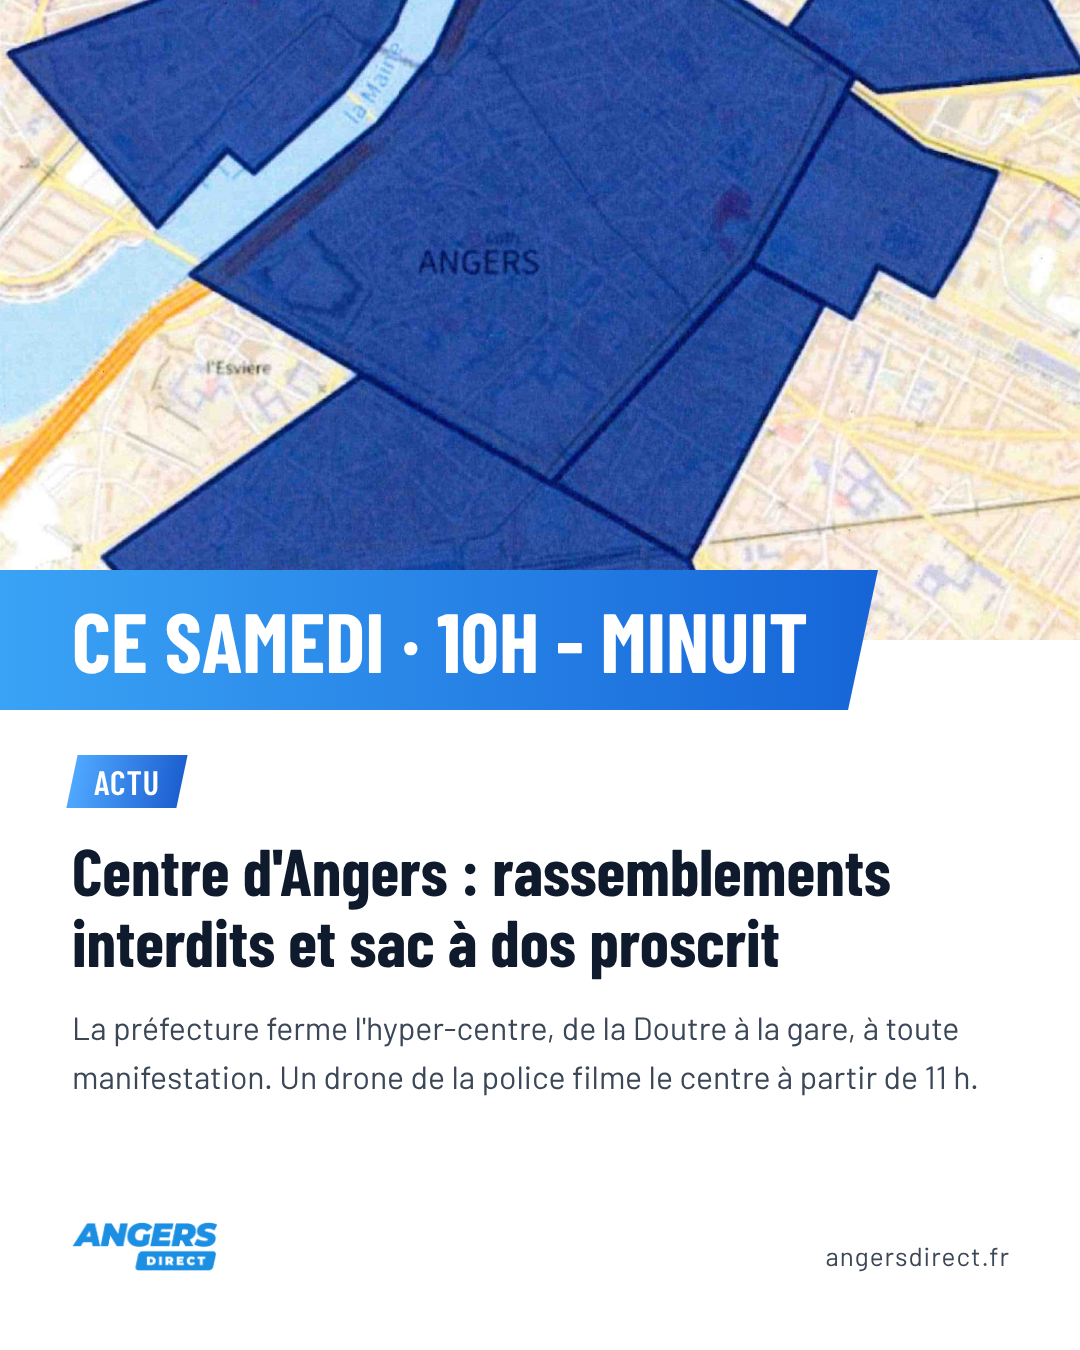 la Maine
Cath
ANGERS
l'Esvière
CE SAMEDI · 10H - MINUIT
ACTU
Centre d'Angers : rassemblements
interdits et sac à dos proscrit
La préfecture ferme l'hyper-centre, de la Doutre à la gare, à toute
manifestation. Un drone de la police filme le centre à partir de 11 h.
ANGERS
DIRECT
angersdirect.fr